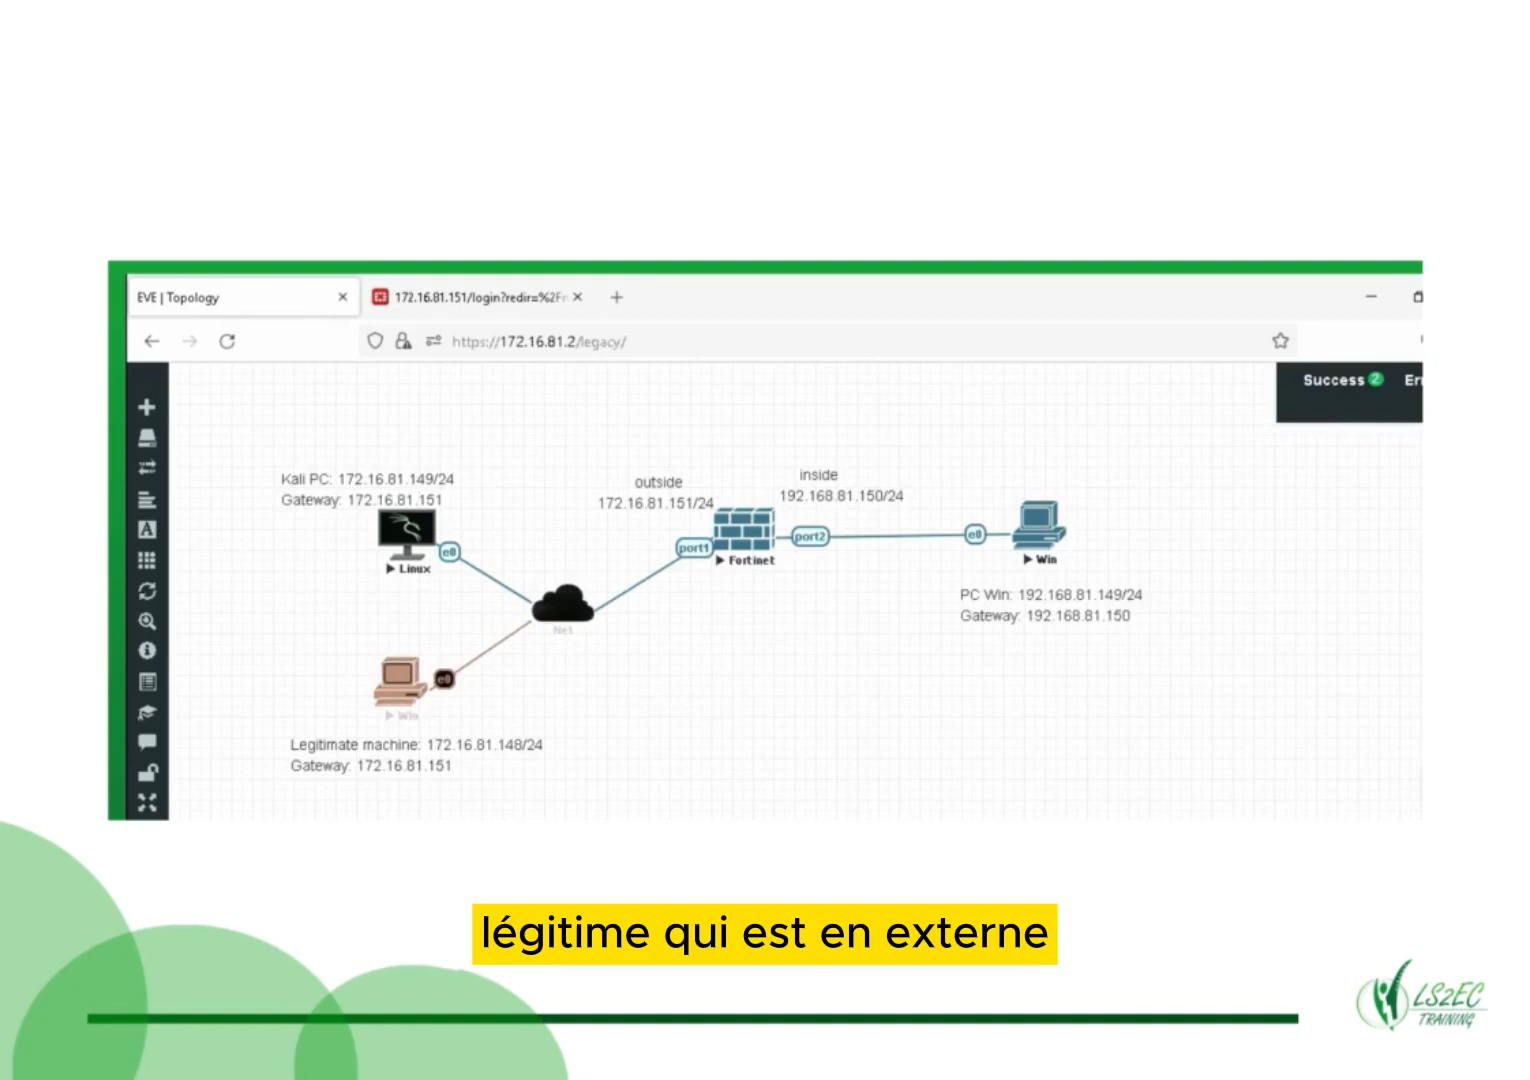 EVE | Topology
172.16.81.151/login?redir=%2Fn
https://172.16.81.2/legacy/
Success 2
Err
Kali PC: 172.16.81.149/24
Gateway: 172.16.81.151
outside
172.16.81.151/24
inside
192.168.81.150/24
e0
Linux
port1
Fortinet
port2
e0
Win
Net
PC Win: 192.168.81.149/24
Gateway: 192.168.81.150
e0
Win
Legitimate machine: 172.16.81.148/24
Gateway: 172.16.81.151
légitime qui est en externe
LS2EC
TRAINING